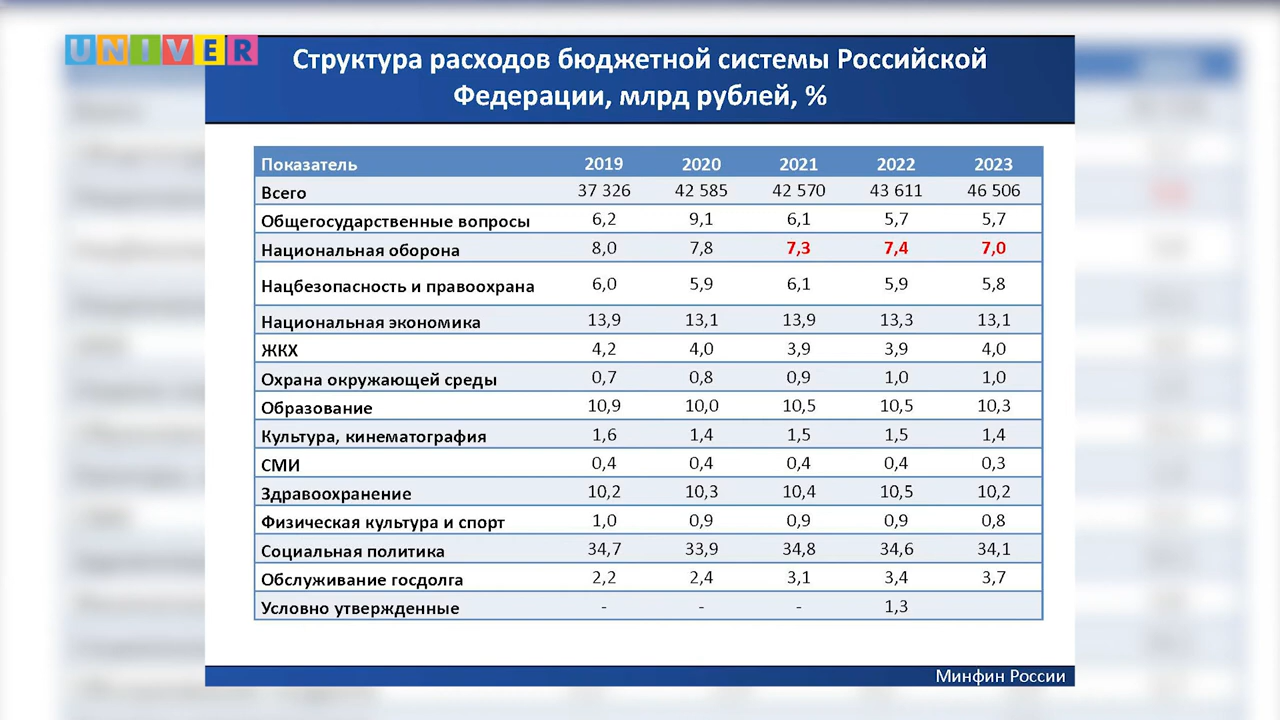 UNIVER
Структура расходов бюджетной системы Российской
Федерации, млрд рублей, %
Показатель 2019 2020 2021 2022 2023
Всего 37 326 42 585 42 570 43 611 46 506
Общегосударственные вопросы 6,2 9,1 6,1 5,7 5,7
Национальная оборона 8,0 7,8 7,3 7,4 7,0
Нацбезопасность и правоохрана 6,0 5,9 6,1 5,9 5,8
Национальная экономика 13,9 13,1 13,9 13,3 13,1
ЖКХ 4,2 4,0 3,9 3,9 4,0
Охрана окружающей среды 0,7 0,8 0,9 1,0 1,0
Образование 10,9 10,0 10,5 10,5 10,3
Культура, кинематография 1,6 1,4 1,5 1,5 1,4
СМИ 0,4 0,4 0,4 0,4 0,3
Здравоохранение 10,2 10,3 10,4 10,5 10,2
Физическая культура и спорт 1,0 0,9 0,9 0,9 0,8
Социальная политика 34,7 33,9 34,8 34,6 34,1
Обслуживание госдолга 2,2 2,4 3,1 3,4 3,7
Условно утвержденные - - - 1,3
Минфин России